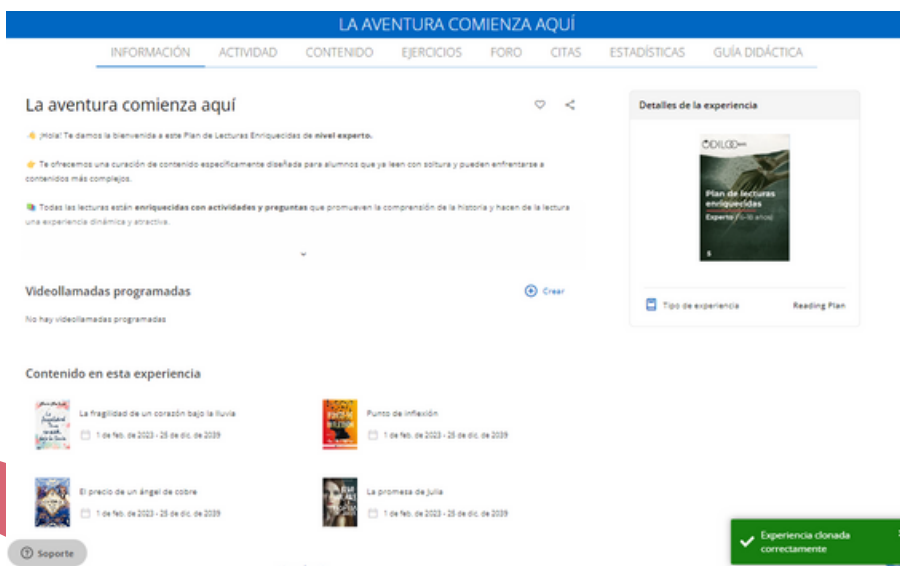 LA AVENTURA COMIENZA AQUÍ
INFORMACIÓN ACTIVIDAD CONTENIDO EJERCICIOS FORO CITAS ESTADÍSTICAS GUÍA DIDÁCTICA
La aventura comienza aquí
¡Hola! Te damos la bienvenida a este Plan de Lecturas Enriquecidas de nivel experto.
Te ofrecemos una curación de contenido específicamente diseñada para alumnos que ya leen con soltura y pueden enfrentarse a
contenidos más complejos.
Todas las lecturas están enriquecidas con actividades y preguntas que promueven la comprensión de la historia y hacen de la lectura
una experiencia dinámica y atractiva.
Detalles de la experiencia
ODILO
Plan de lecturas
enriquecidas
Experto (16-18 años)
5
Tipo de experiencia Reading Plan
Videollamadas programadas
Crear
No hay videollamadas programadas
Contenido en esta experiencia
La fragilidad de un corazón bajo la lluvia
1 de feb. de 2023 - 25 de dic. de 2039
Punto de inflexión
1 de feb. de 2023 - 25 de dic. de 2039
El precio de un ángel de cobre
1 de feb. de 2023 - 25 de dic. de 2039
La promesa de Julia
1 de feb. de 2023 - 25 de dic. de 2039
Soporte
Experiencia clonada
correctamente